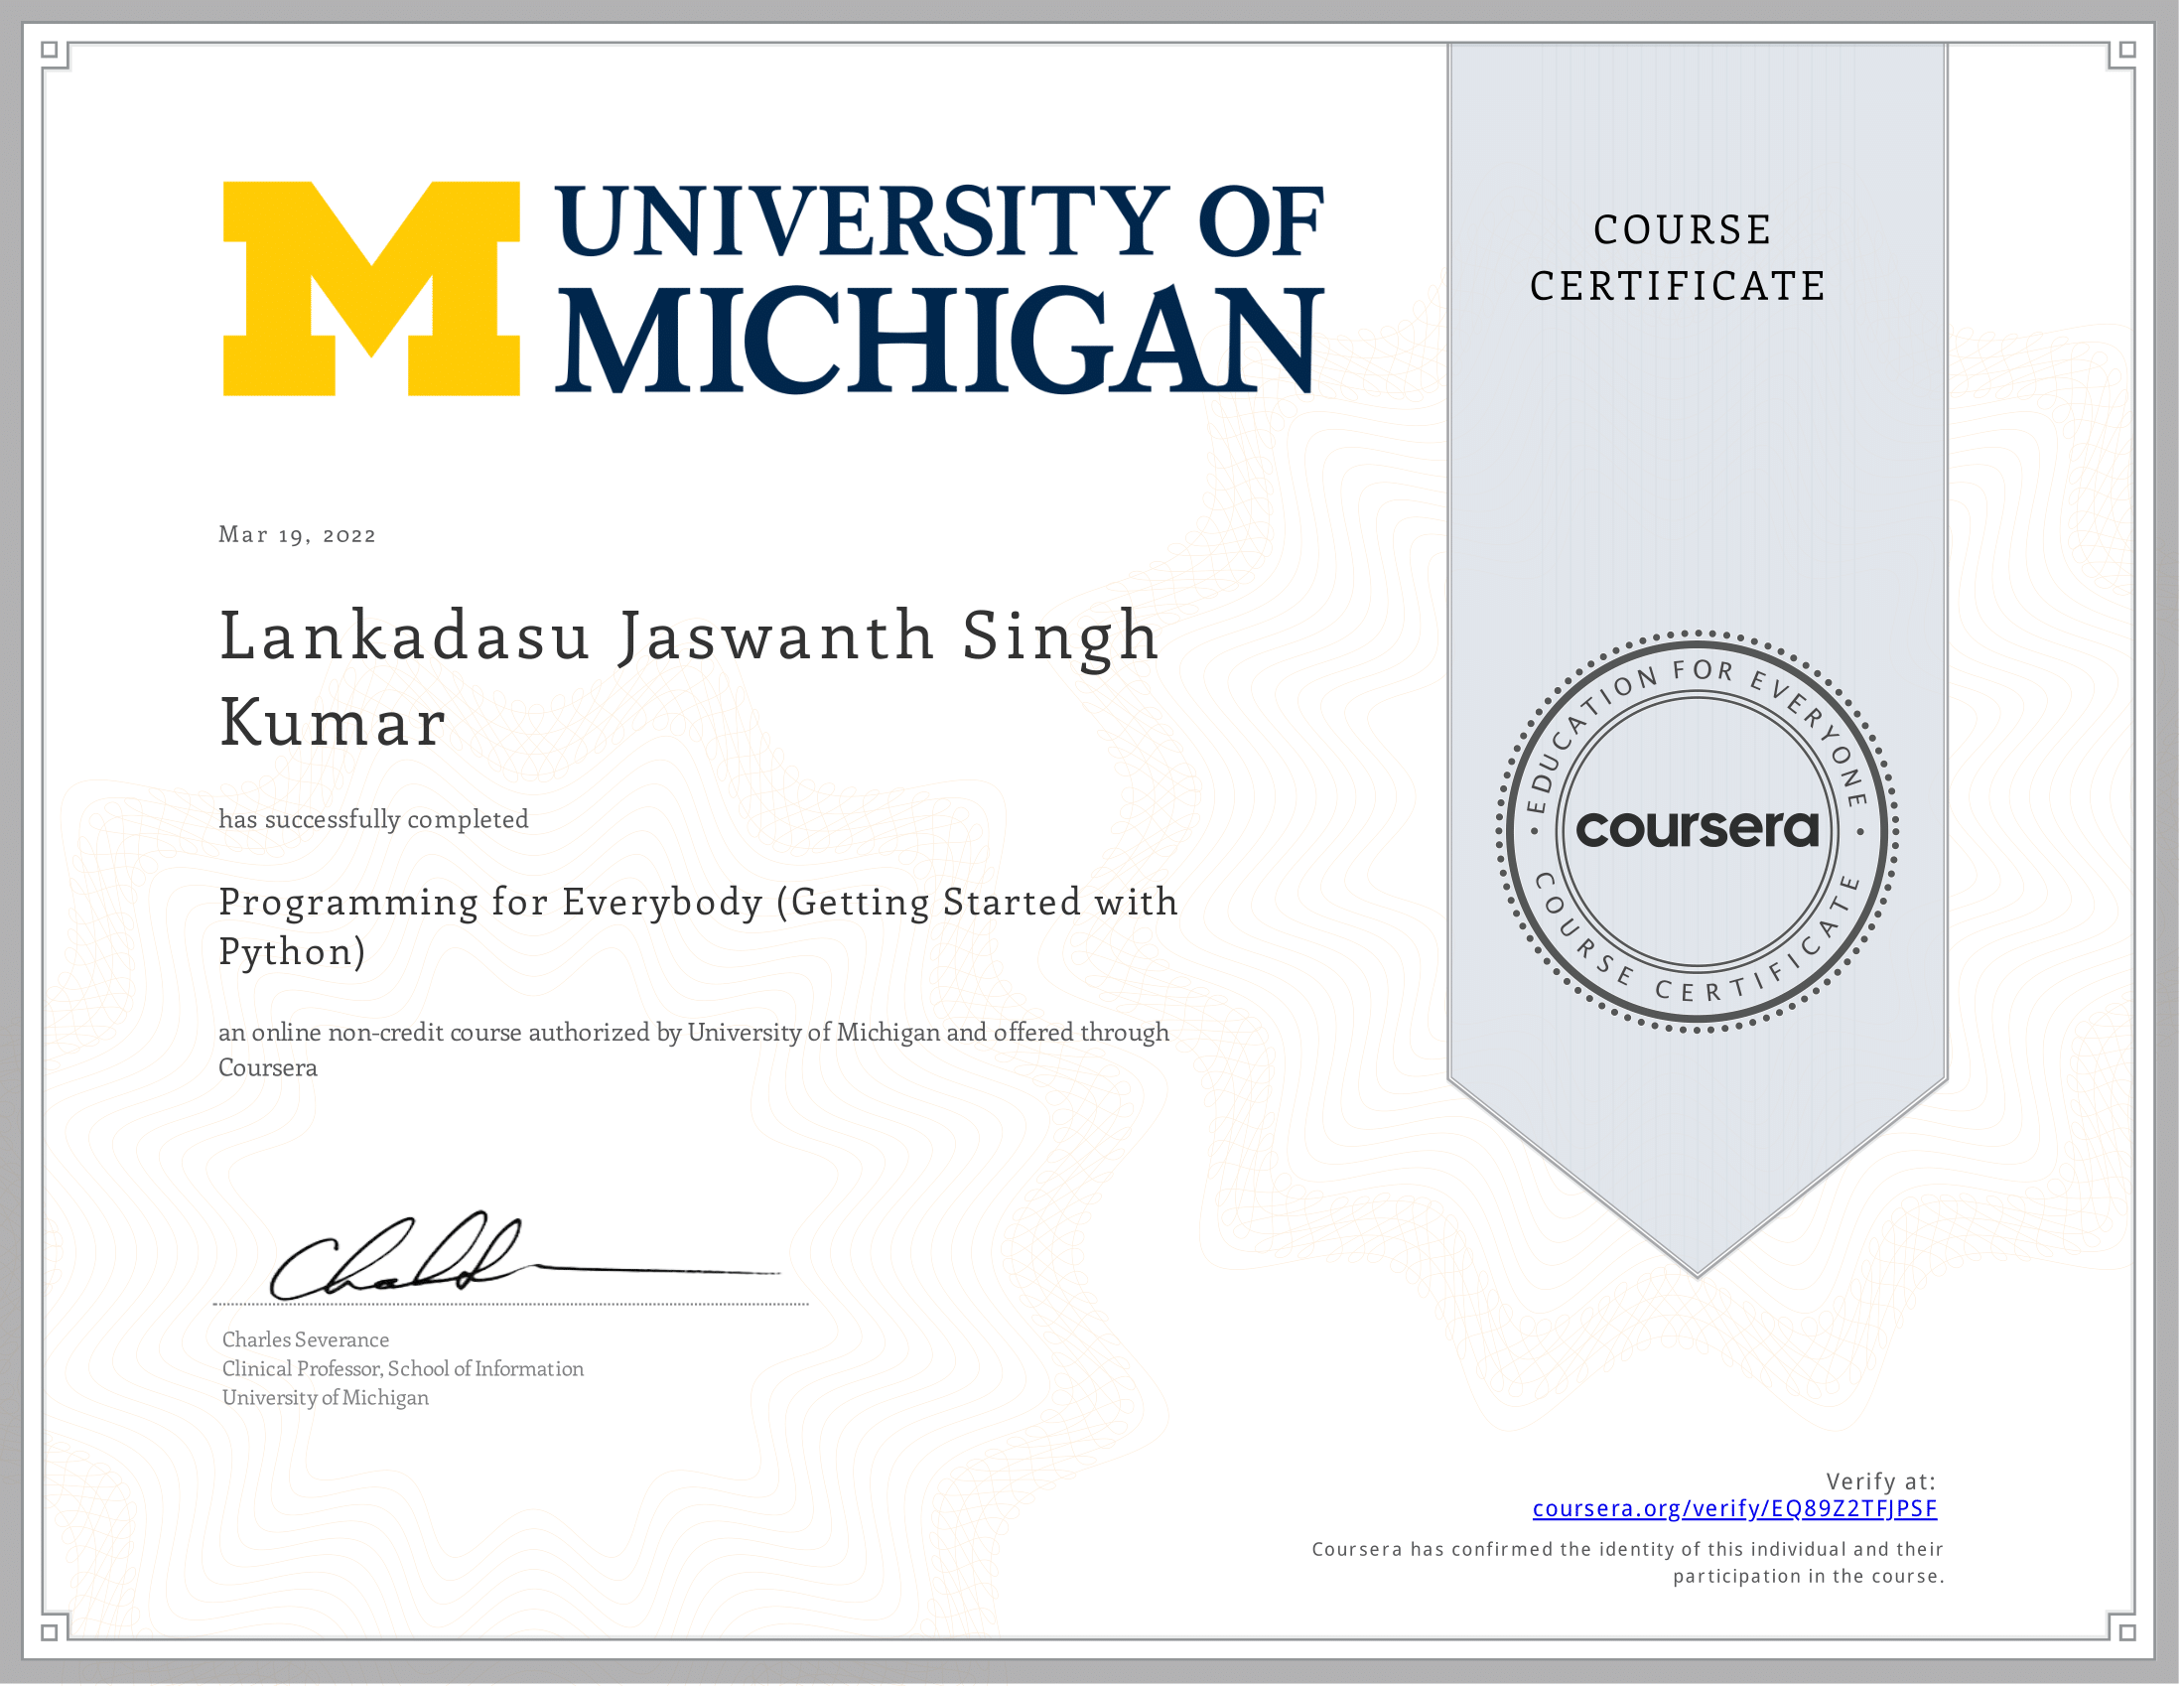 UNIVERSITY OF
MICHIGAN
COURSE
CERTIFICATE
Mar 19, 2022
Lankadasu Jaswanth Singh
Kumar
has successfully completed
Programming for Everybody (Getting Started with
Python)
an online non-credit course authorized by University of Michigan and offered through
Coursera
EDUCATION FOR EVERYONE
coursera
COURSE CERTIFICATE
Charles Severance
Clinical Professor, School of Information
University of Michigan
Verify at:
coursera.org/verify/EQ89Z2TFJPSF
Coursera has confirmed the identity of this individual and their
participation in the course.